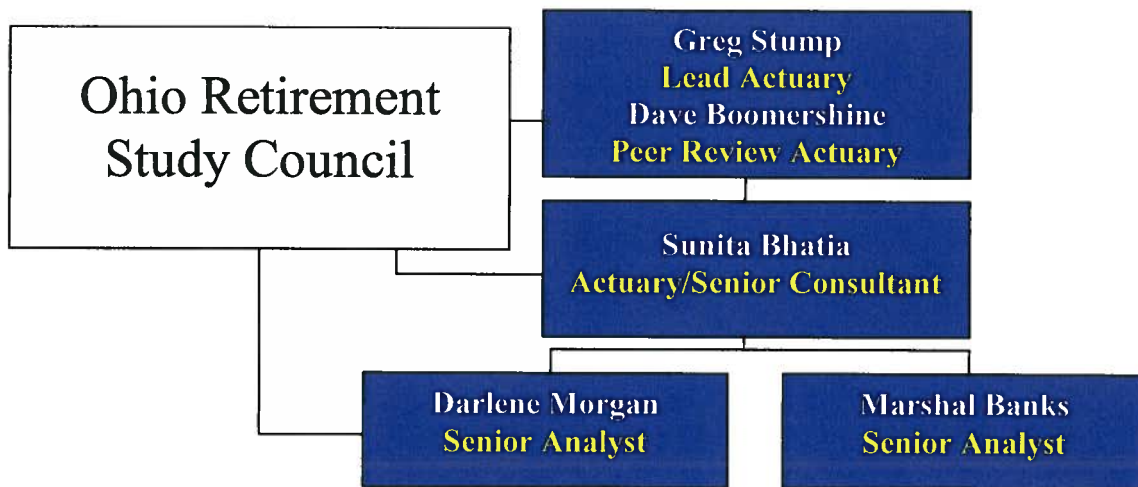 Ohio Retirement
Study Council
Greg Stump
Lead Actuary
Dave Boomershine
Peer Review Actuary
Sunita Bhatia
Actuary/Senior Consultant
Darlene Morgan
Senior Analyst
Marshal Banks
Senior Analyst